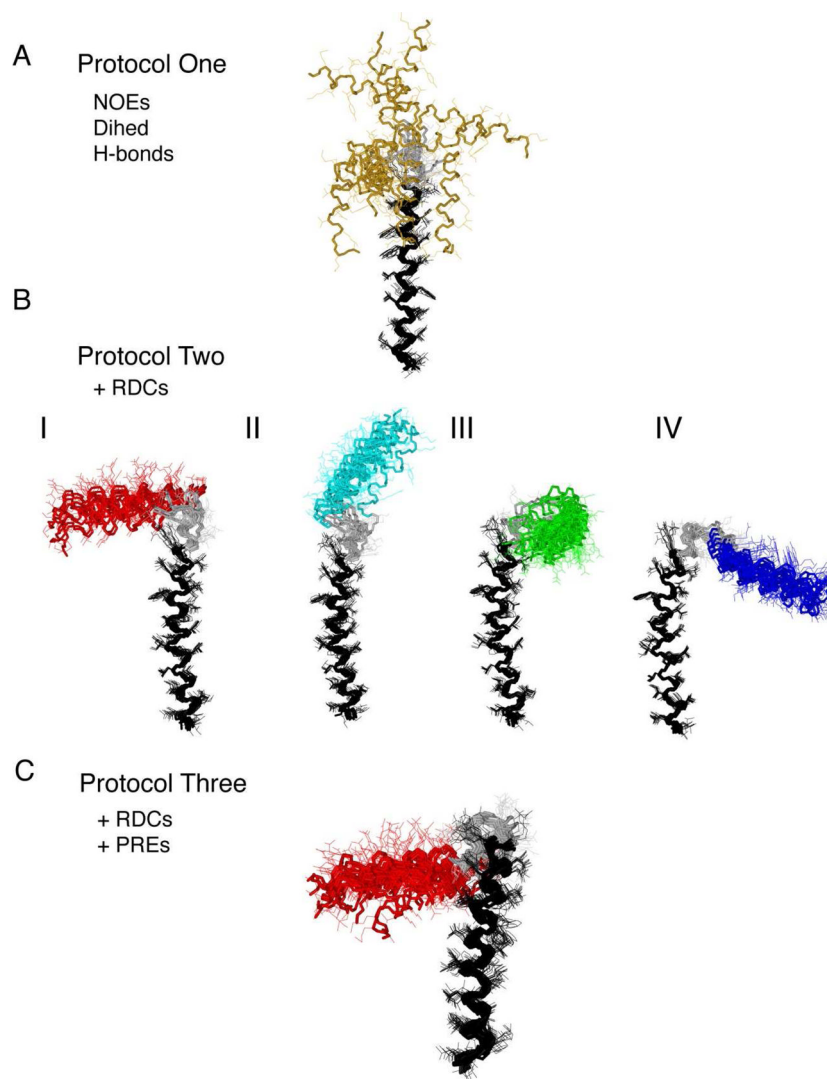 A
Protocol One
NOEs
Dihed
H-bonds
B
Protocol Two
+ RDCs
I
II
III
IV
C
Protocol Three
+ RDCs
+ PREs